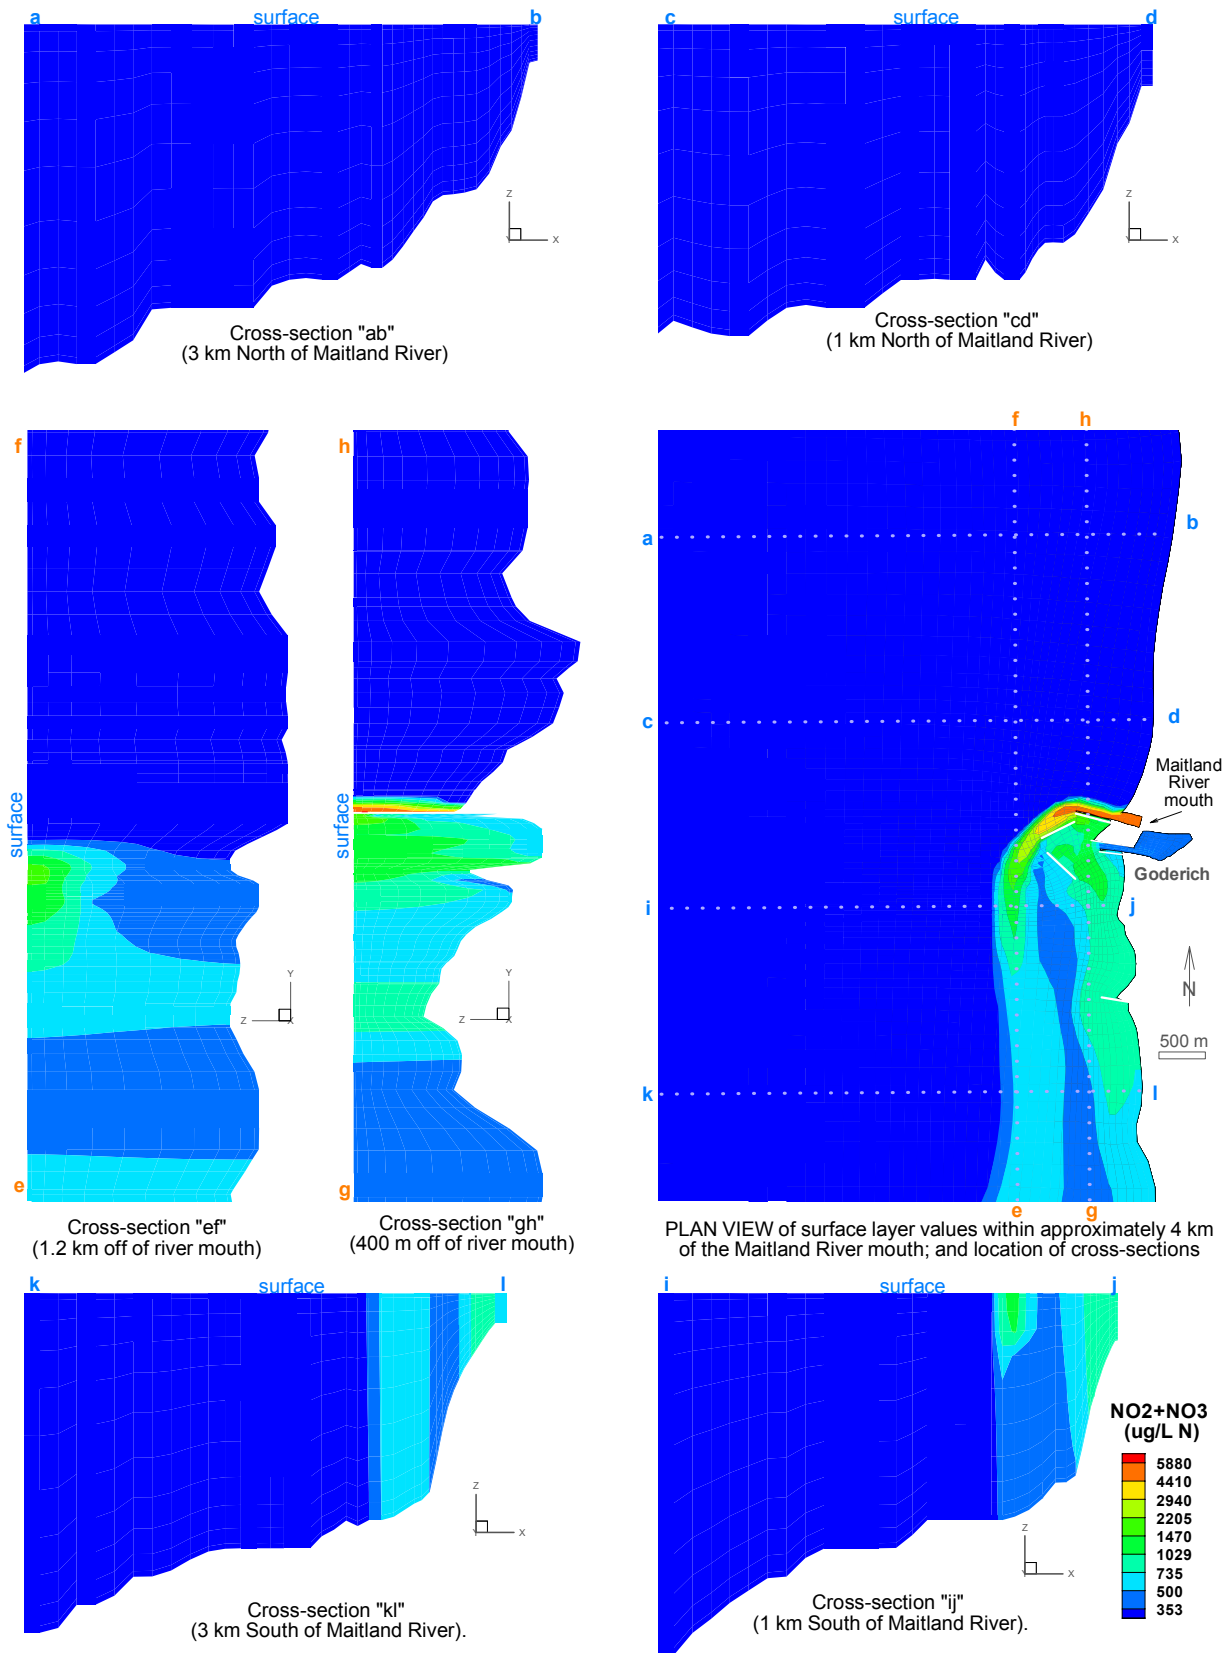 a
surface
b
c
surface
d
Z
Y
X
Z
Y
X
Cross-section "ab"
(3 km North of Maitland River)
Cross-section "cd"
(1 km North of Maitland River)
f
surface
e
Y
Z
X
h
surface
g
Y
Z
X
f
h
a
b
c
d
Maitland
River
mouth
Goderich
i
j
N
500 m
k
l
e
g
Cross-section "ef"
(1.2 km off of river mouth)
Cross-section "gh"
(400 m off of river mouth)
PLAN VIEW of surface layer values within approximately 4 km
of the Maitland River mouth; and location of cross-sections
k
surface
l
i
surface
j
Z
Y
X
Z
Y
X
Cross-section "kl"
(3 km South of Maitland River).
Cross-section "ij"
(1 km South of Maitland River).
NO2+NO3
(ug/L N)
5880
4410
2940
2205
1470
1029
735
500
353